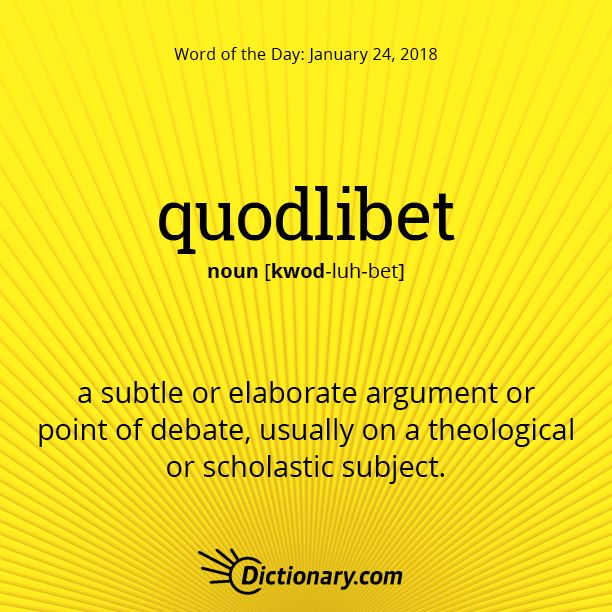 Word of the Day: January 24, 2018
quodlibet
noun [kwod-luh-bet]
a subtle or elaborate argument or
point of debate, usually on a theological
or scholastic subject.
Dictionary.com